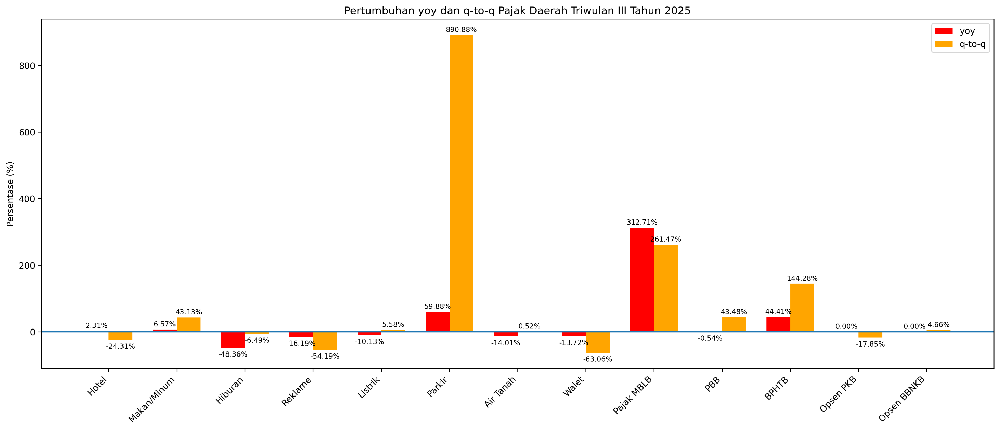 Pertumbuhan yoy dan q-to-q Pajak Daerah Triwulan III Tahun 2025
yoy
q-to-q
Persentase (%)
800
600
400
200
0
890.88%
312.71%
261.47%
144.28%
59.88%
43.13%
43.48%
44.41%
2.31%
6.57%
5.58%
0.52%
0.00%
0.00%
4.66%
-24.31%
-48.36%
-6.49%
-16.19%
-54.19%
-10.13%
-14.01%
-13.72%
-63.06%
-0.54%
-17.85%
Hotel
Makan/Minum
Hiburan
Reklame
Listrik
Parkir
Air Tanah
Walet
Pajak MBLB
PBB
BPHTB
Opsen PKB
Opsen BBNKB